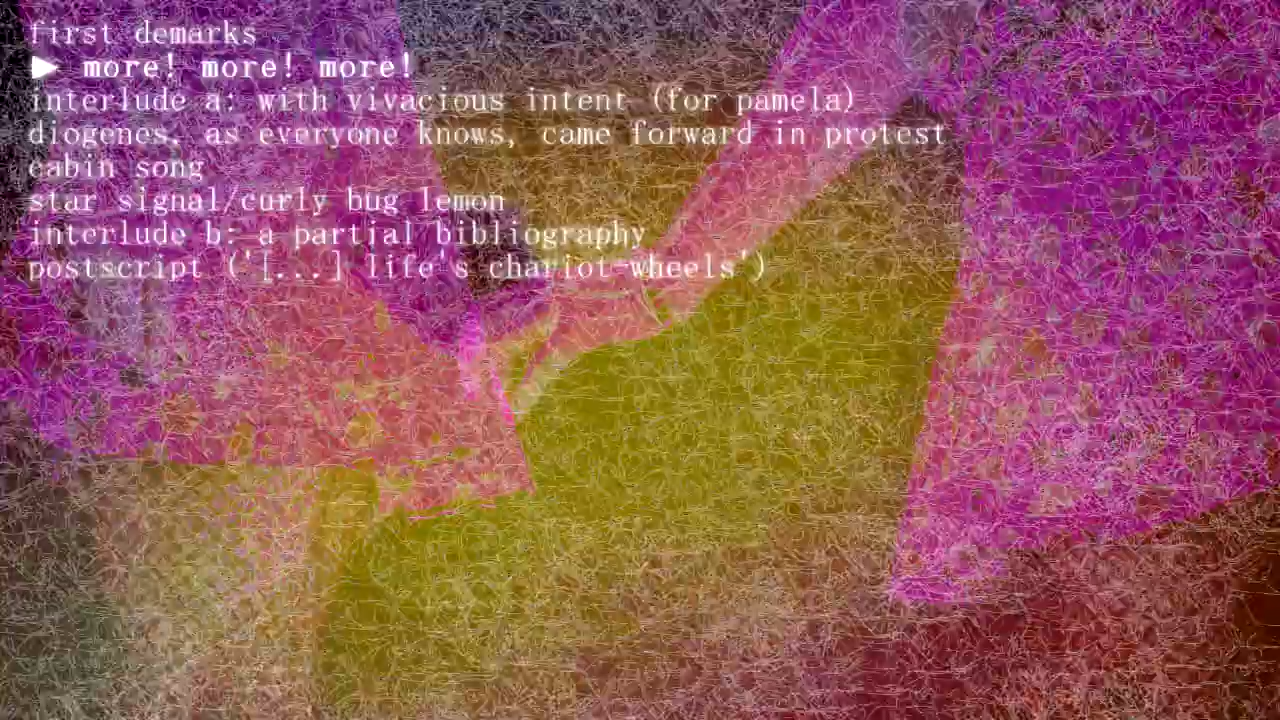 first demarks
▶ more! more! more!
interlude a: with vivacious intent (for pamela)
diogenes, as everyone knows, came forward in protest
cabin song
star signal/curly bug lemon
interlude b: a partial bibliography
postscript ('[...] life's chariot-wheels')